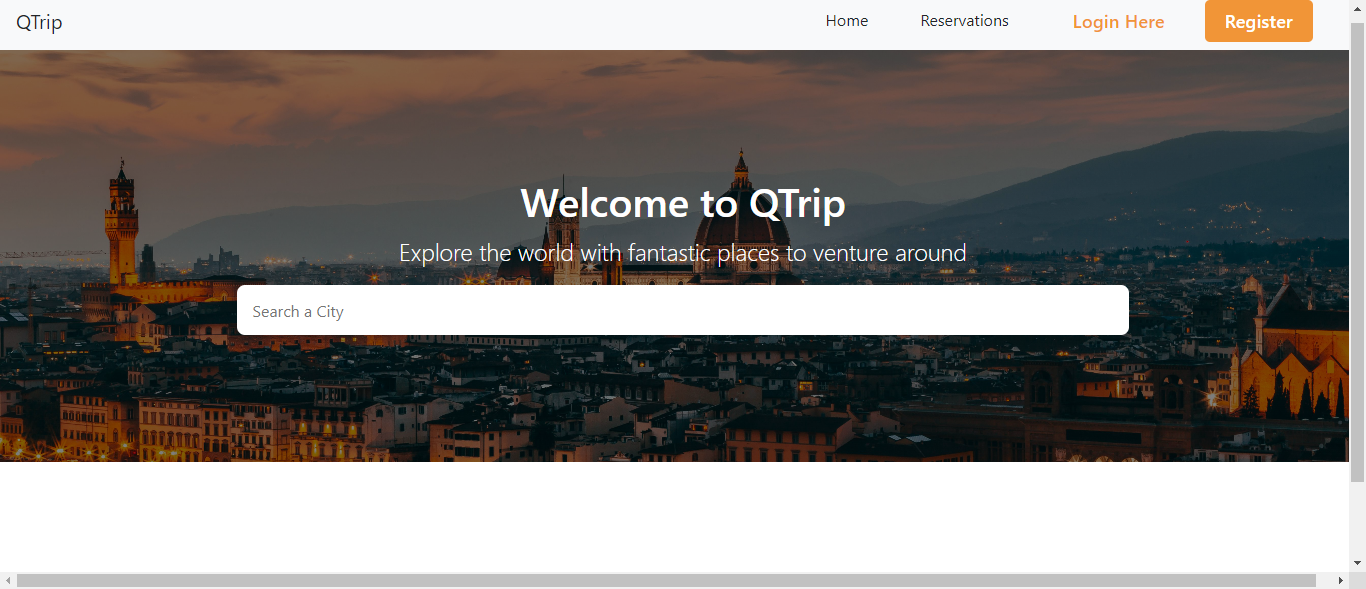 QTrip
Home
Reservations
Login Here
Register
Welcome to QTrip
Explore the world with fantastic places to venture around
Search a City